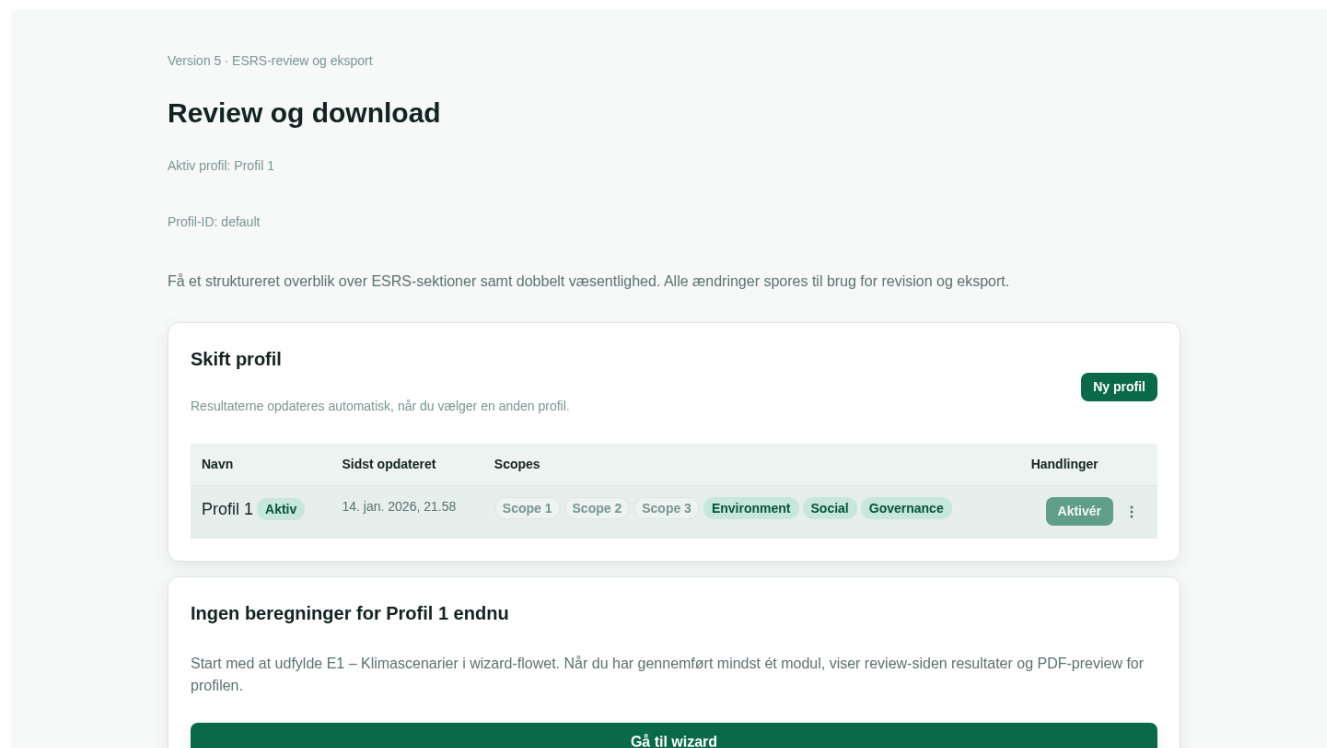 Version 5 · ESRS-review og eksport
Review og download
Aktiv profil: Profil 1
Profil-ID: default
Få et struktureret overblik over ESRS-sektioner samt dobbelt væsentlighed. Alle ændringer spores til brug for revision og eksport.
Skift profil
Ny profil
Resultaterne opdateres automatisk, når du vælger en anden profil.
Navn Sidst opdateret Scopes Handlinger
Profil 1 Aktiv 14. jan. 2026, 21.58 Scope 1 Scope 2 Scope 3 Environment Social Governance Aktivér
Ingen beregninger for Profil 1 endnu
Start med at udfylde E1 – Klimascenarier i wizard-flowet. Når du har gennemført mindst ét modul, viser review-siden resultater og PDF-preview for
profilen.
Gå til wizard